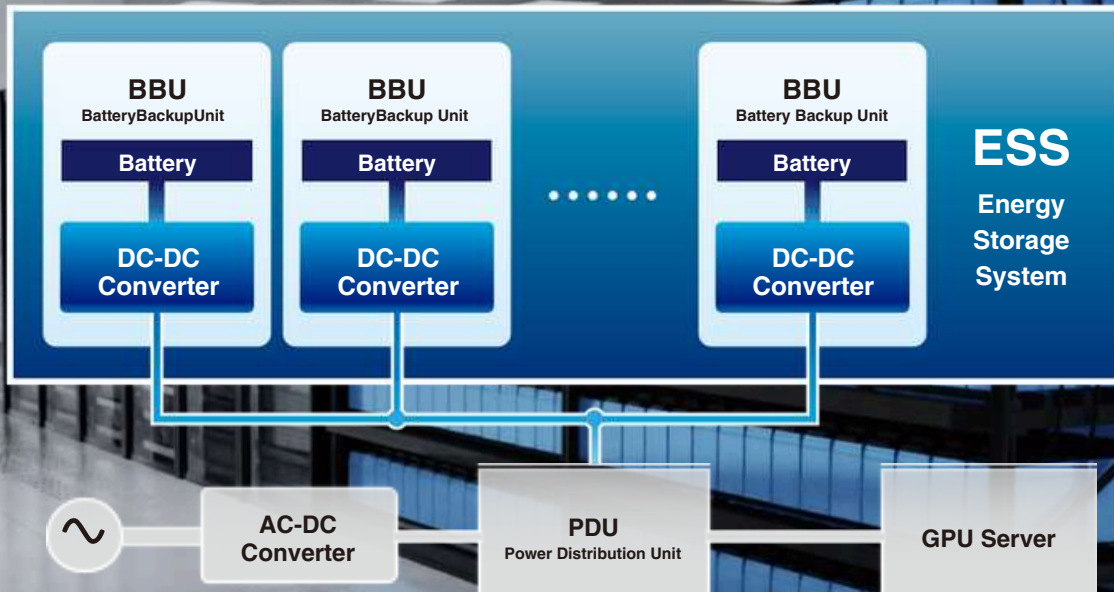 BBU
BatteryBackupUnit
Battery
DC-DC
Converter
BBU
BatteryBackup Unit
Battery
DC-DC
Converter
BBU
Battery Backup Unit
Battery
DC-DC
Converter
ESS
Energy
Storage
System
AC-DC
Converter
PDU
Power Distribution Unit
GPU Server